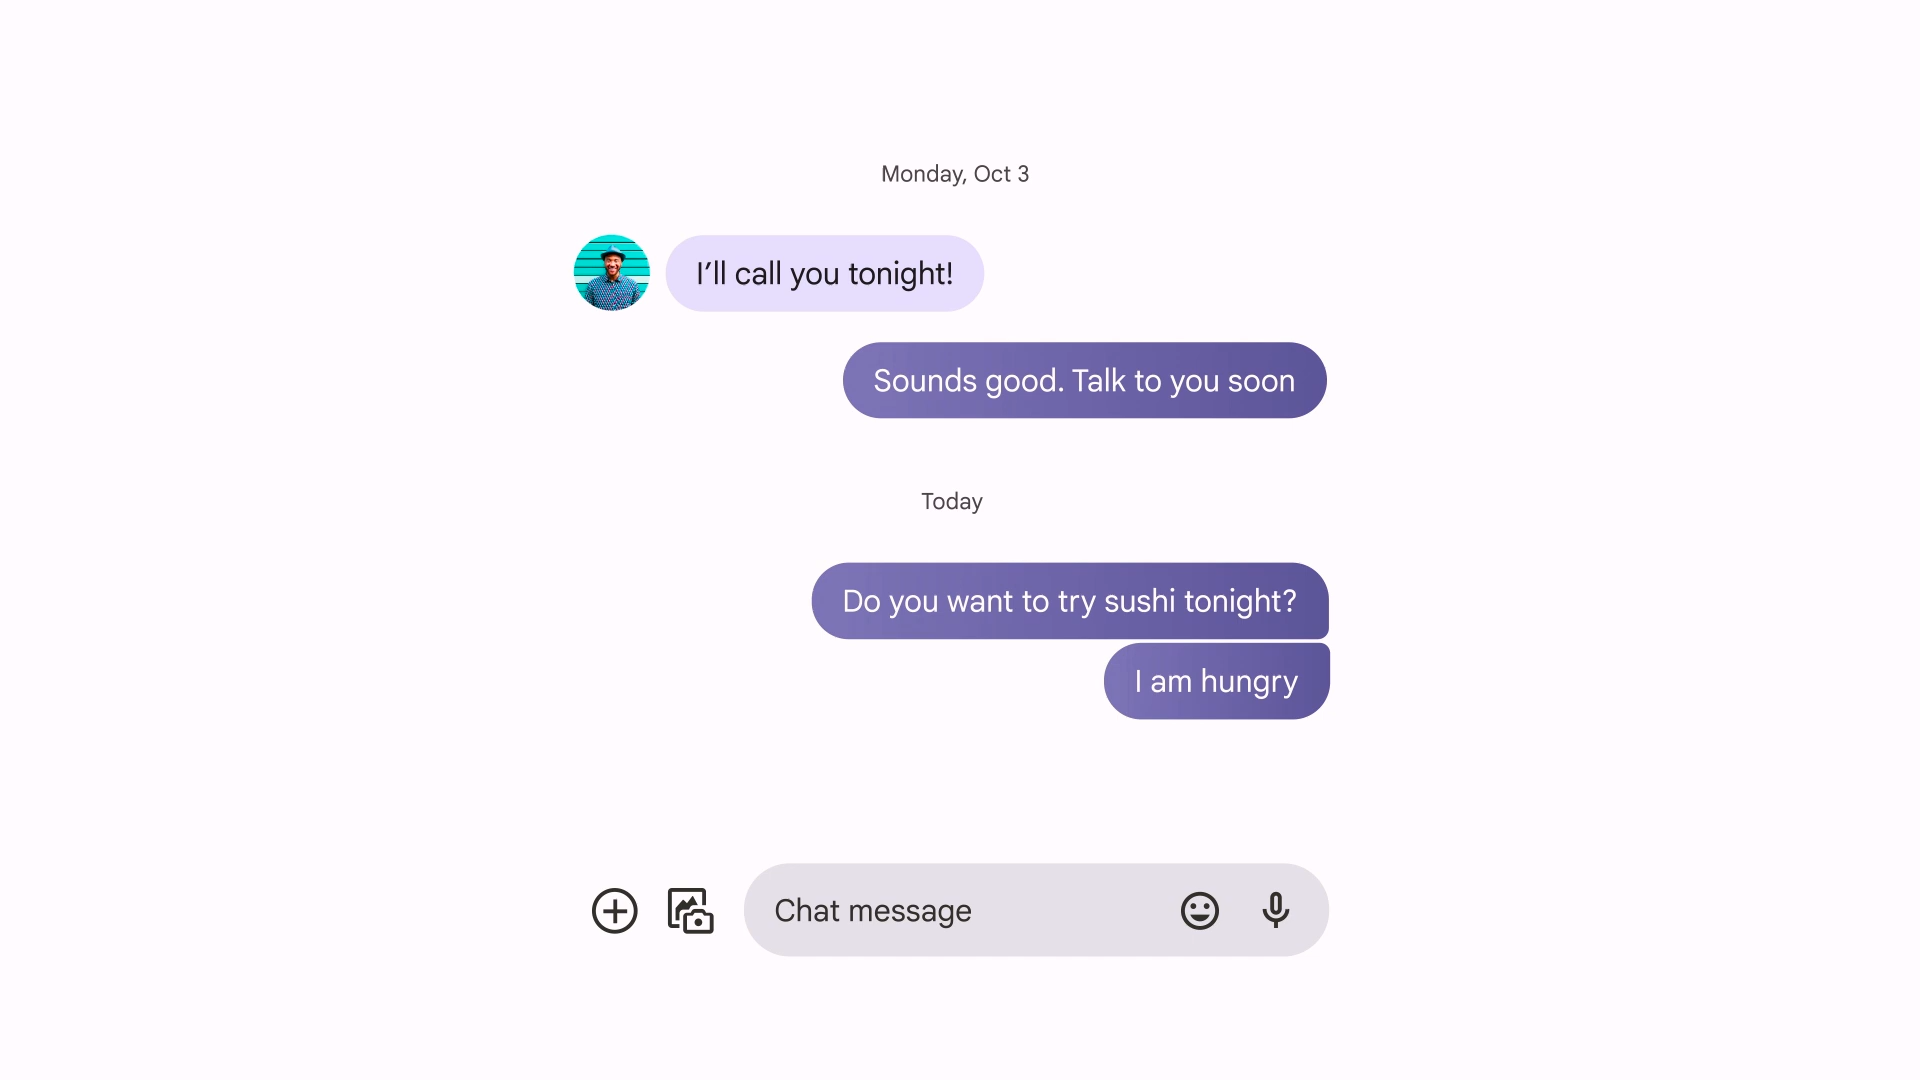 Monday, Oct 3
I’ll call you tonight!
Sounds good. Talk to you soon
Today
Do you want to try sushi tonight?
I am hungry
Chat message